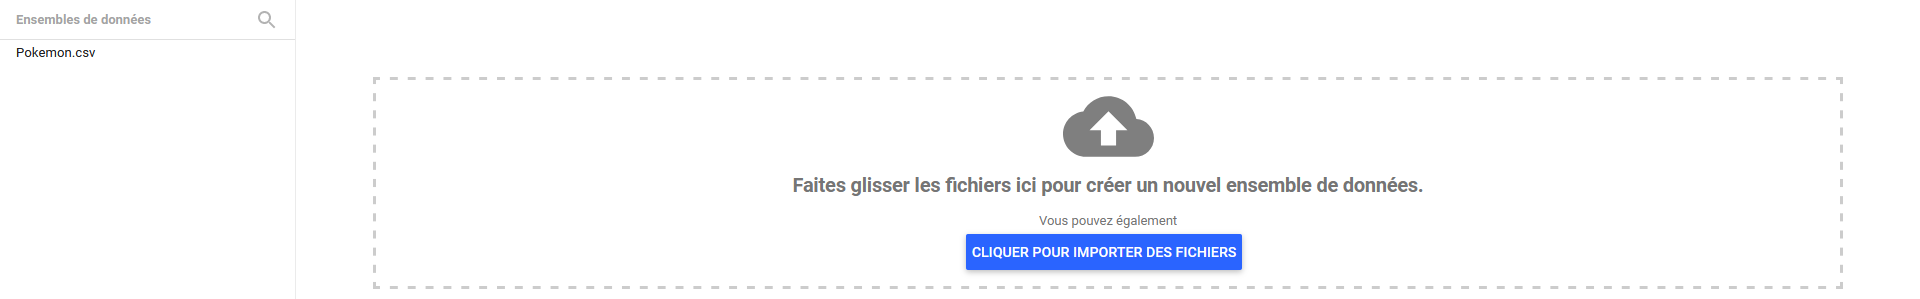 Ensembles de données
Pokemon.csv
Faites glisser les fichiers ici pour créer un nouvel ensemble de données.
Vous pouvez également
CLIQUER POUR IMPORTER DES FICHIERS